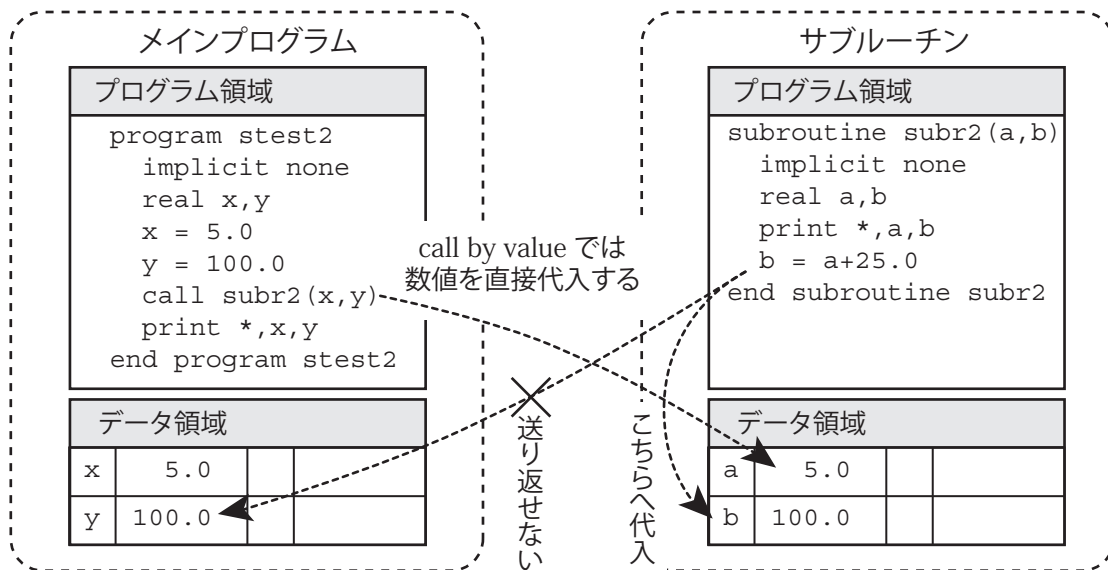 メインプログラム
プログラム領域
program stest2
implicit none
real x,y
x = 5.0
y = 100.0
call subr2(x,y)
print *,x,y
end program stest2
データ領域
x 5.0
y 100.0
call by value では
数値を直接代入する
送り返せない
こちらへ代入
サブルーチン
プログラム領域
subroutine subr2(a,b)
implicit none
real a,b
print *,a,b
b = a+25.0
end subroutine subr2
データ領域
a 5.0
b 100.0